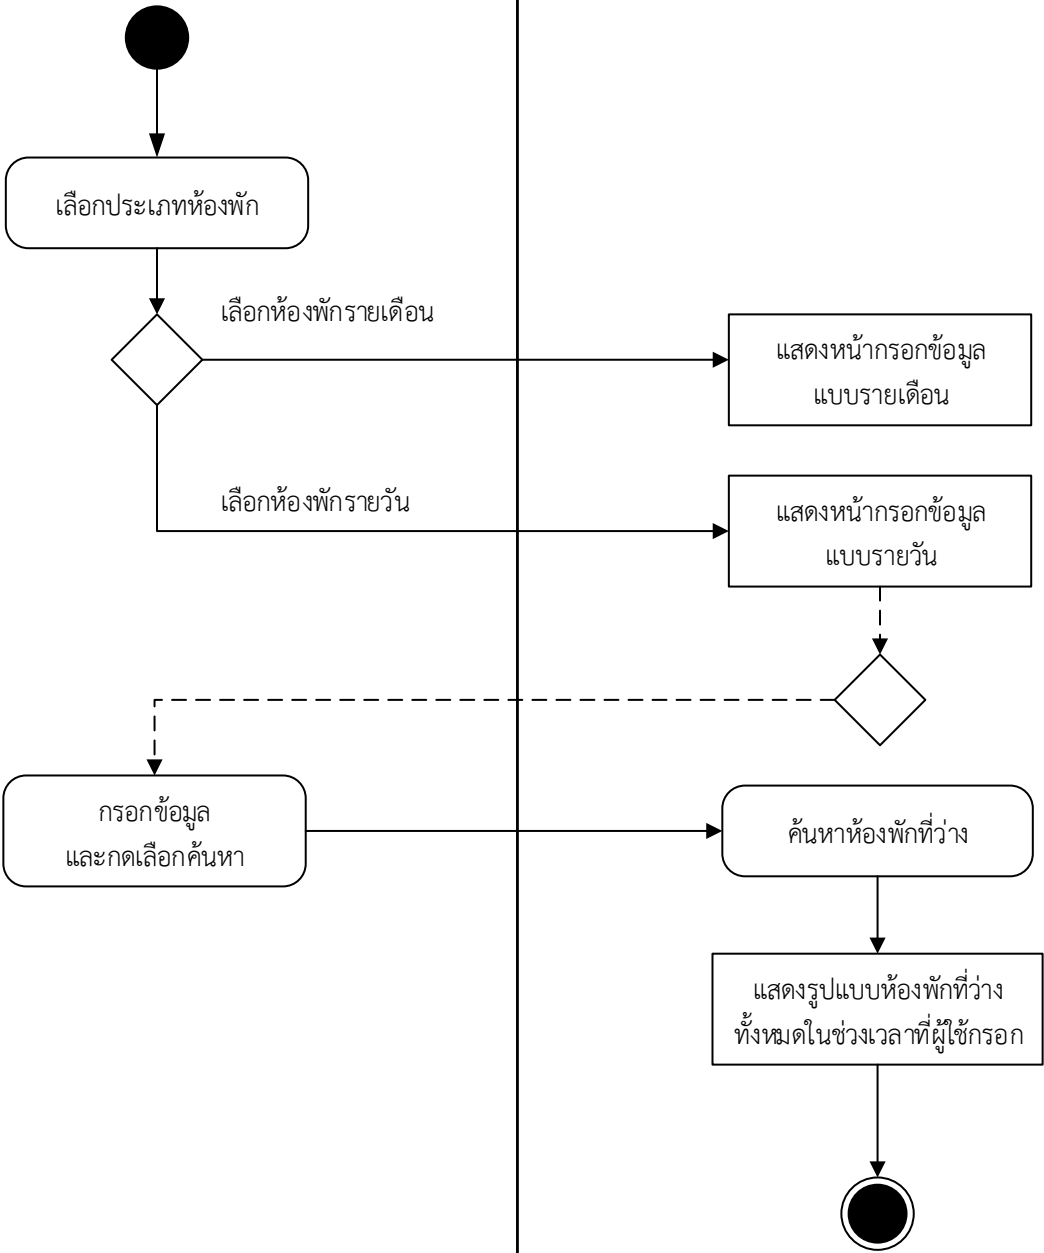 เลือกประเภทห้องพัก
เลือกห้องพักรายเดือน
แสดงหน้ากรอกข้อมูล
แบบรายเดือน
เลือกห้องพักรายวัน
แสดงหน้ากรอกข้อมูล
แบบรายวัน
กรอกข้อมูล
และกดเลือกค้นหา
ค้นหาห้องพักที่ว่าง
แสดงรูปแบบห้องพักที่ว่าง
ทั้งหมดในช่วงเวลาที่ผู้ใช้กรอก